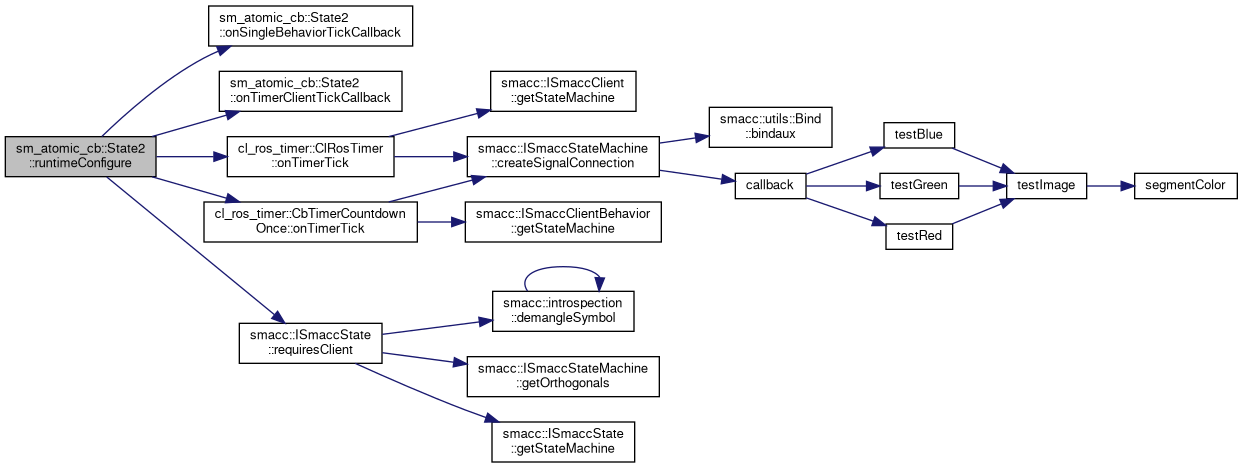 sm_atomic_cb::State2
::runtimeConfigure
sm_atomic_cb::State2
::onSingleBehaviorTickCallback
sm_atomic_cb::State2
::onTimerClientTickCallback
cl_ros_timer::ClRosTimer
::onTimerTick
cl_ros_timer::CbTimerCountdown
Once::onTimerTick
smacc::ISmaccState
::requiresClient
smacc::ISmaccClient
::getStateMachine
smacc::ISmaccStateMachine
::createSignalConnection
smacc::ISmaccClientBehavior
::getStateMachine
smacc::introspection
::demangleSymbol
smacc::ISmaccStateMachine
::getOrthogonals
smacc::ISmaccState
::getStateMachine
smacc::utils::Bind
::bindaux
callback
testBlue
testGreen
testRed
testImage
segmentColor